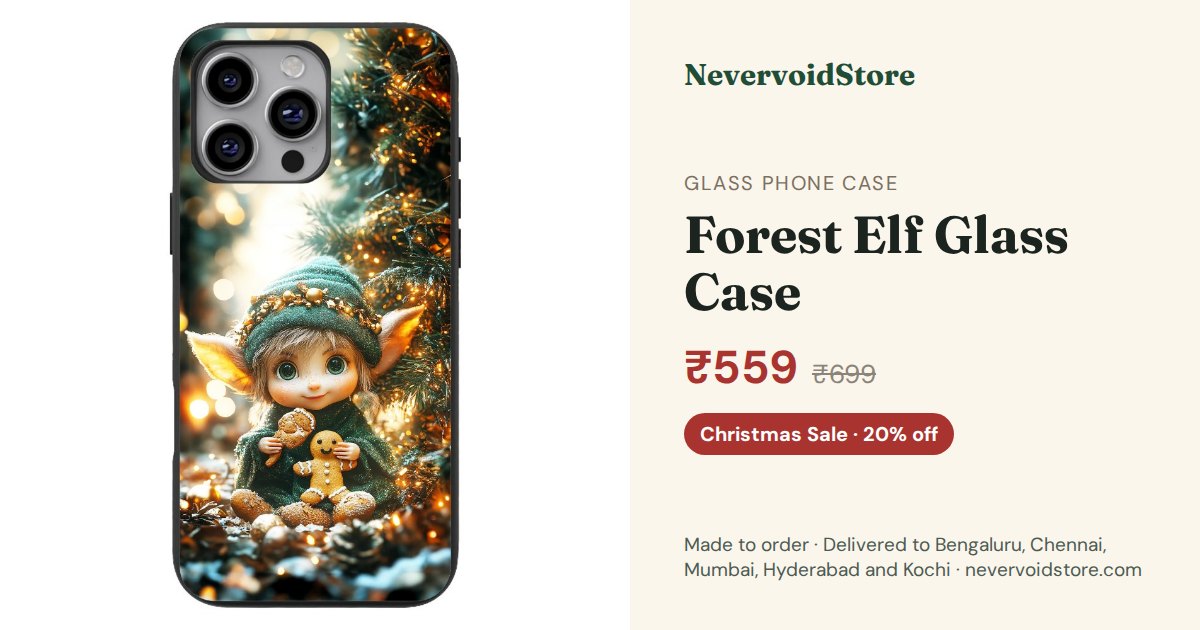 NevervoidStore
GLASS PHONE CASE
Forest Elf Glass
Case
₹559 ₹699
Christmas Sale · 20% off
Made to order · Delivered to Bengaluru, Chennai,
Mumbai, Hyderabad and Kochi · nevervoidstore.com